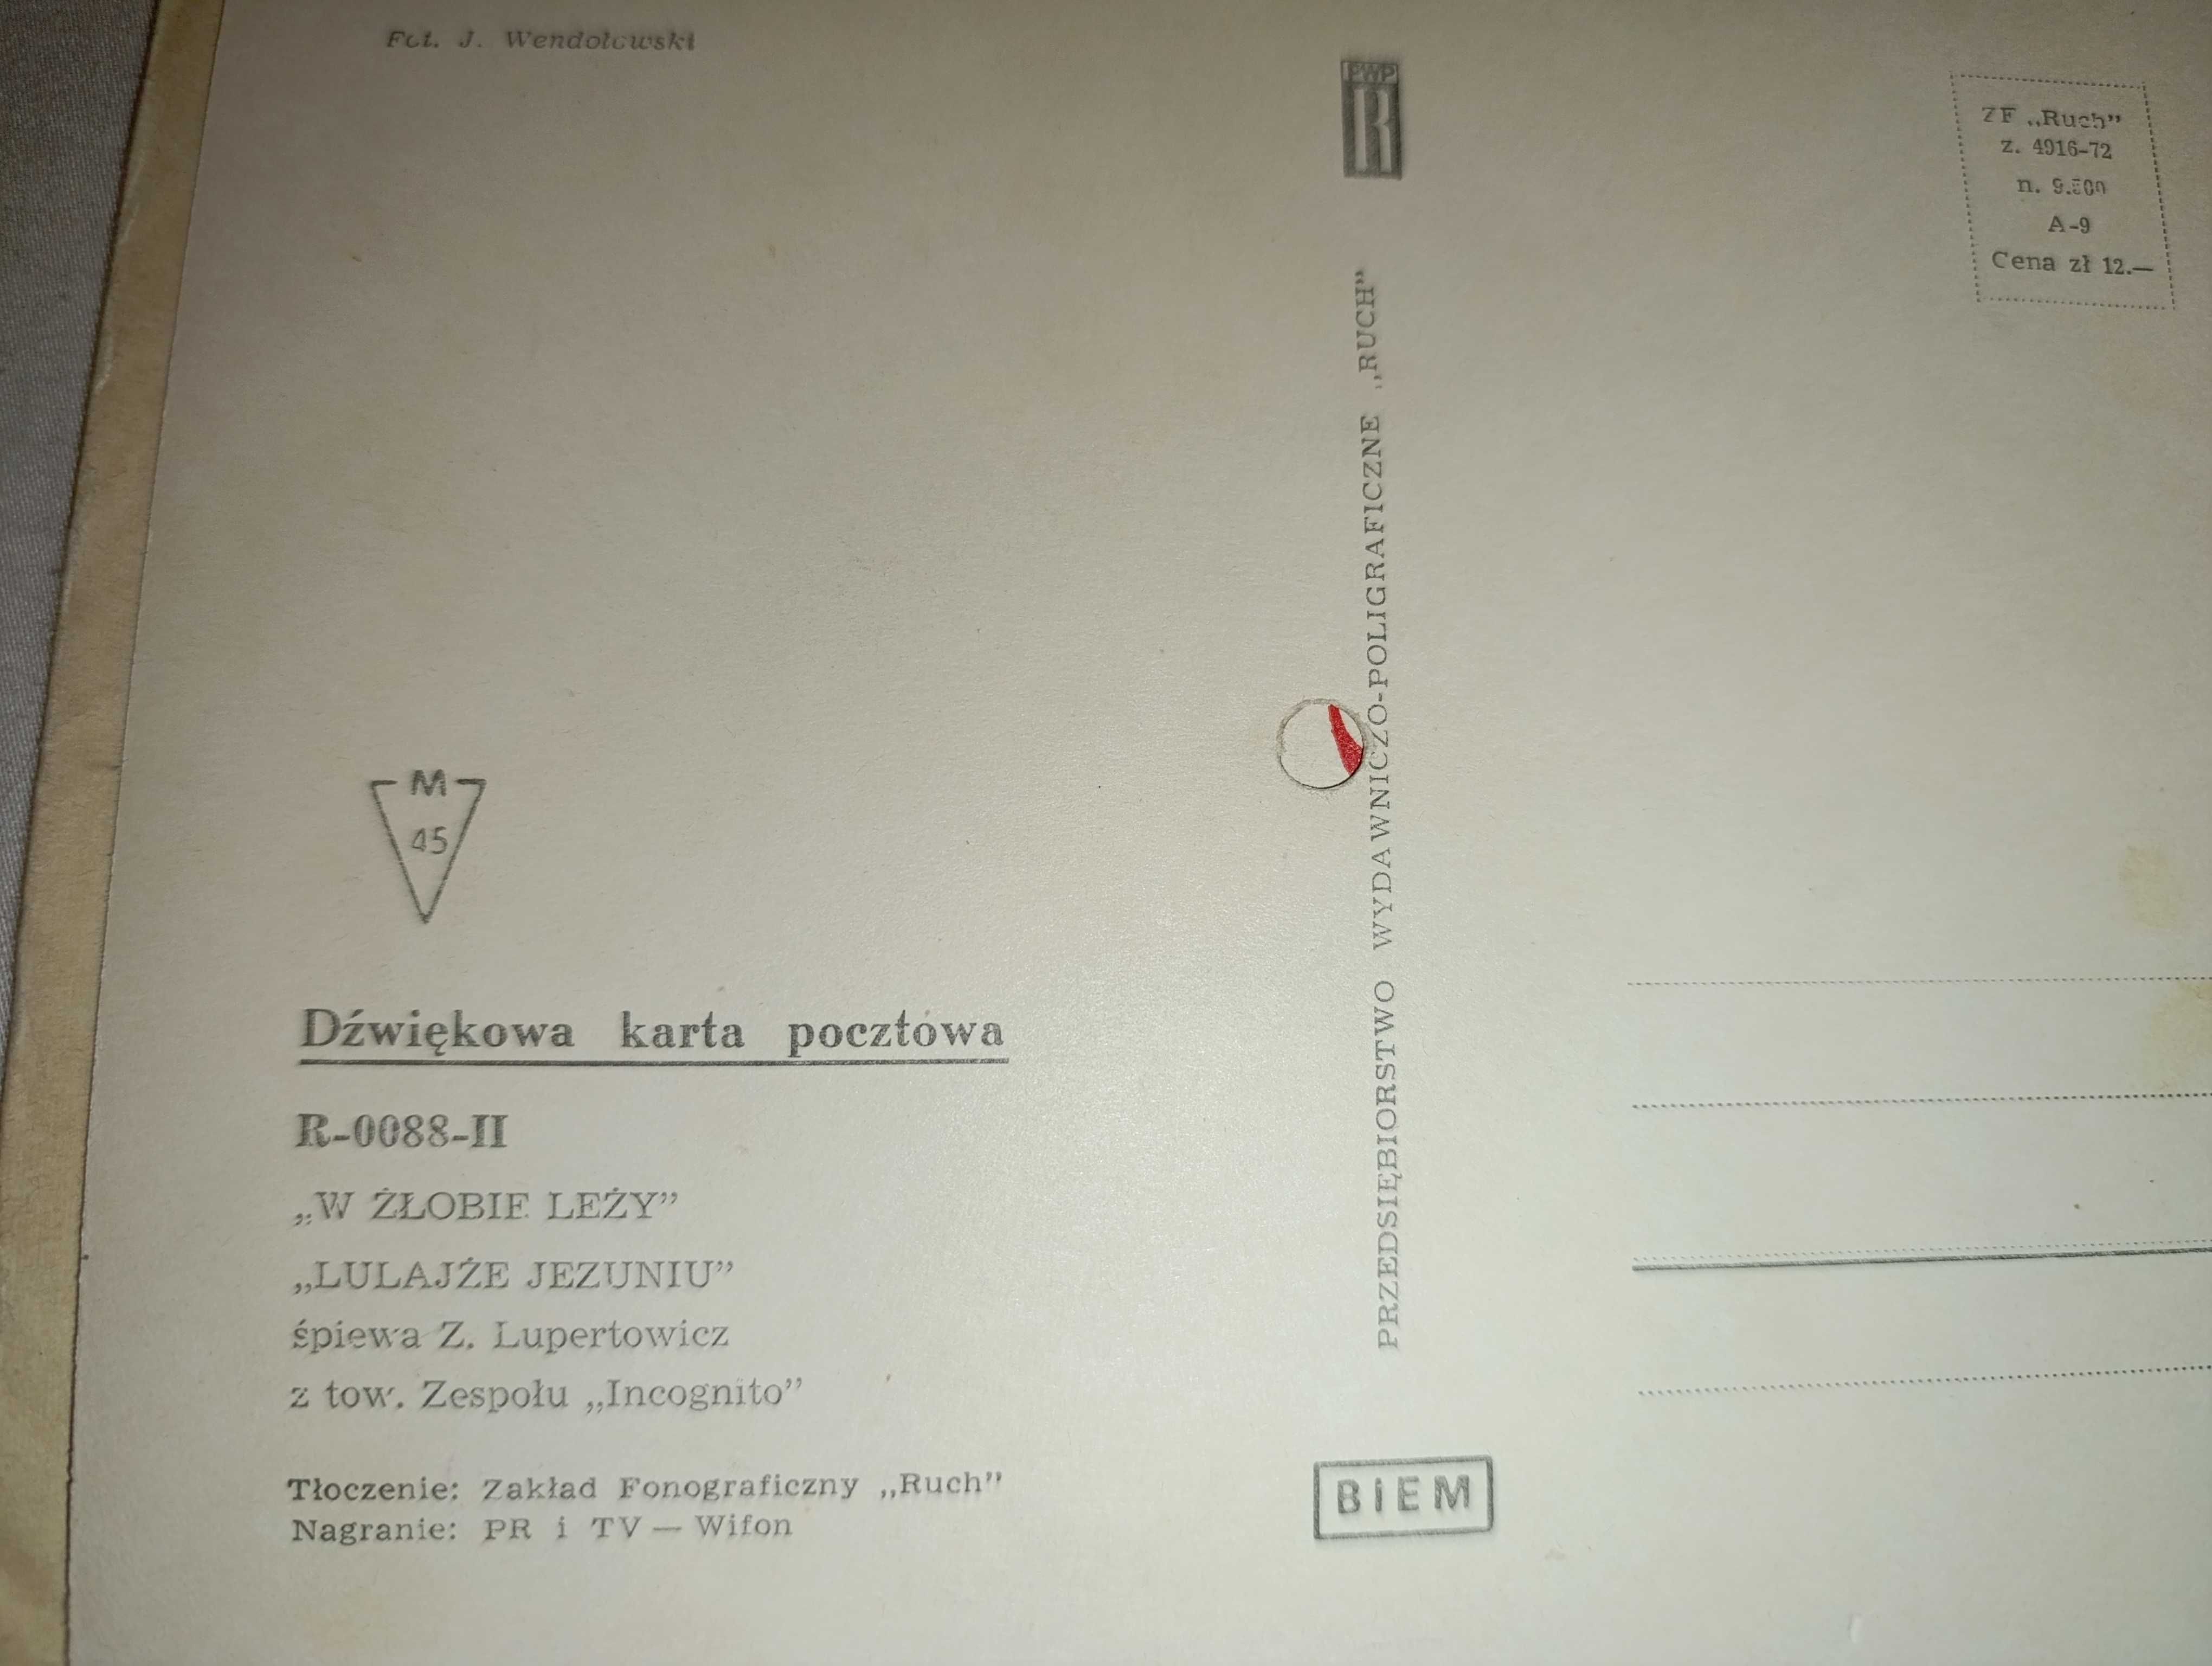 Fot. J. Wendołowski
PWP
R
ZF „Ruch”
z. 4916-72
n. 9.500
A-9
Cena zł 12.—
PRZEDSIĘBIORSTWO WYDAWNICZO-POLIGRAFICZNE „RUCH”
M
45
Dźwiękowa karta pocztowa
R-0088-II
„W ŻŁOBIE LEŻY”
„LULAJŻE JEZUNIU”
śpiewa Z. Lupertowicz
z tow. Zespołu „Incognito”
Tłoczenie: Zakład Fonograficzny „Ruch”
Nagranie: PR i TV — Wifon
BIEM